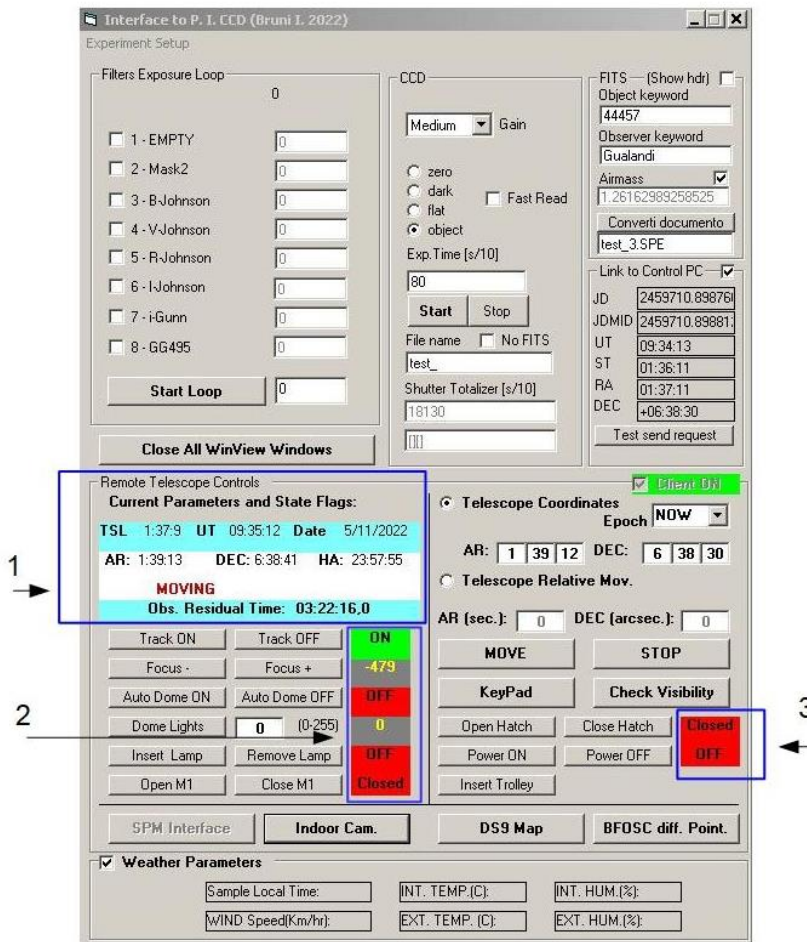 Interface to P. I. CCD (Bruni I. 2022)
Experiment Setup
Filters Exposure Loop
0
1 - EMPTY 0
2 - Mask2 0
3 - B-Johnson 0
4 - V-Johnson 0
5 - R-Johnson 0
6 - I-Johnson 0
7 - i-Gunn 0
8 - GG495 0
Start Loop 0
Close All WinView Windows
CCD
Medium Gain
zero
dark
flat
object
Fast Read
Exp.Time [s/10]
80
Start Stop
File name No FITS
test_
Shutter Totalizer [s/10]
18130
FITS (Show hdr)
Object keyword
44457
Observer keyword
Gualandi
Airmass
1.26162989258525
Converti documento
test_3.SPE
Link to Control PC
JD 2459710.89876
JDMID 2459710.89881
UT 09:34:13
ST 01:36:11
RA 01:37:11
DEC +06:38:30
Test send request
Remote Telescope Controls
Current Parameters and State Flags:
TSL 1:37:9 UT 09:35:12 Date 5/11/2022
AR: 1:39:13 DEC: 6:38:41 HA: 23:57:55
MOVING
Obs. Residual Time: 03:22:16,0
Track ON Track OFF ON
Focus - Focus + -479
Auto Dome ON Auto Dome OFF OFF
Dome Lights 0 (0-255) 0
Insert Lamp Remove Lamp OFF
Open M1 Close M1 Closed
Client ON
Telescope Coordinates
Epoch NOW
AR: 1 39 12 DEC: 6 38 30
Telescope Relative Mov.
AR (sec.): 0 DEC (arcsec.): 0
MOVE STOP
KeyPad Check Visibility
Open Hatch Close Hatch Closed
Power ON Power OFF OFF
Insert Trolley
SPM Interface Indoor Cam. DS9 Map BFOSC diff. Point.
Weather Parameters
Sample Local Time: INT. TEMP.(C): INT. HUM.(%):
WIND Speed(Km/hr): EXT. TEMP. (C): EXT. HUM.(%):
1
2
3